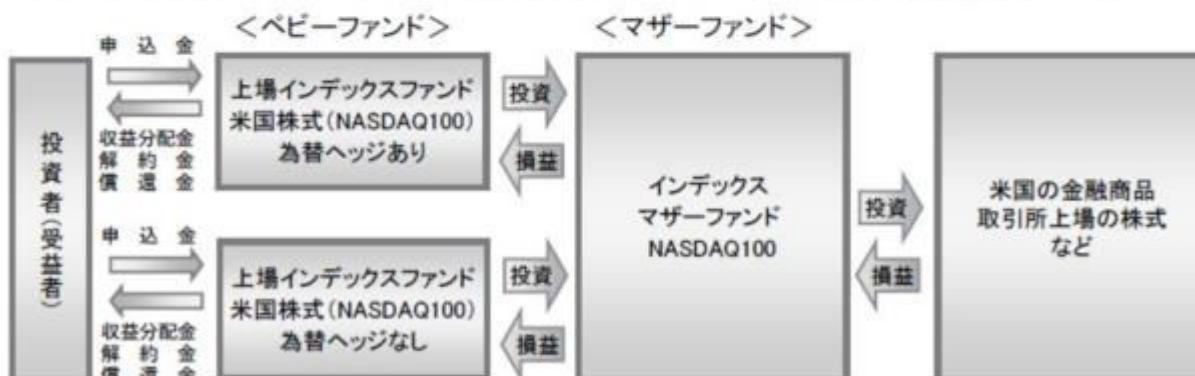 ＜ベビーファンド＞
＜マザーファンド＞
投資者(受益者)
申込金
収益分配金
解約金
償還金
上場インデックスファンド
米国株式(NASDAQ100)
為替ヘッジあり
投資
損益
申込金
収益分配金
解約金
償還金
上場インデックスファンド
米国株式(NASDAQ100)
為替ヘッジなし
投資
損益
インデックス
マザーファンド
NASDAQ100
投資
損益
米国の金融商品
取引所上場の株式
など